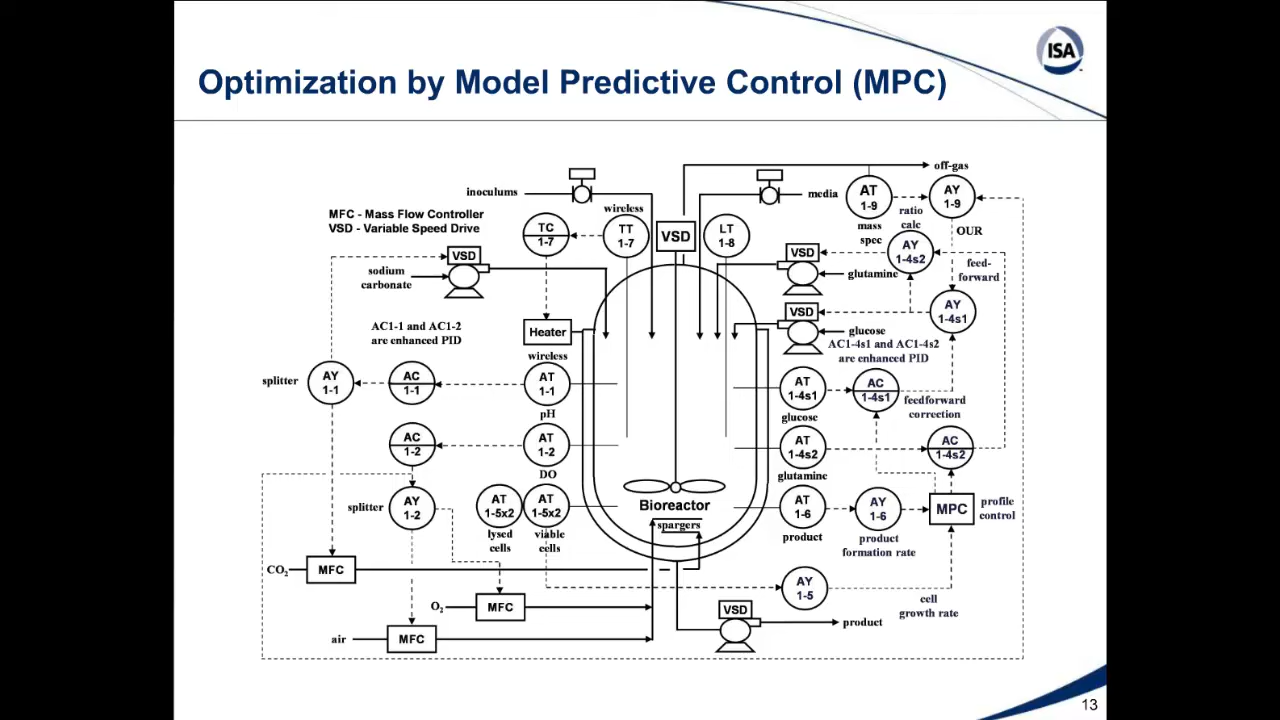 ISA
Optimization by Model Predictive Control (MPC)
off-gas
inoculums
media
AT
1-9
AY
1-9
MFC - Mass Flow Controller
VSD - Variable Speed Drive
wireless
ratio
calc
TC
1-7
TT
1-7
VSD
LT
1-8
mass
spec
OUR
VSD
sodium
carbonate
VSD
glutamine
AY
1-4s2
feed-
forward
AC1-1 and AC1-2
are enhanced PID
Heater
VSD
glucose
AY
1-4s1
AC1-4s1 and AC1-4s2
are enhanced PID
wireless
splitter
AY
1-1
AC
1-1
AT
1-1
pH
AT
1-4s1
glucose
AC
1-4s1
feedforward
correction
AC
1-2
AT
1-2
DO
AT
1-4s2
glutamine
AC
1-4s2
splitter
AY
1-2
AT
1-5x2
lysed
cells
AT
1-5x2
viable
cells
Bioreactor
spargers
AT
1-6
product
AY
1-6
product
formation rate
MPC
profile
control
CO2
MFC
AY
1-5
cell
growth rate
O2
MFC
VSD
product
air
MFC
13